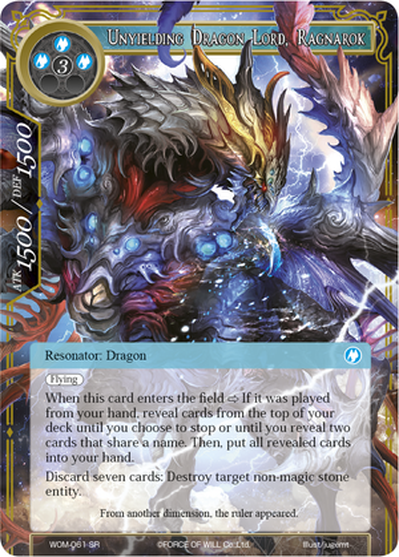 Unyielding Dragon Lord, Ragnarok
3
ATK 1500 / DEF 1500
Resonator: Dragon
Flying
When this card enters the field ⇨ If it was played
from your hand, reveal cards from the top of your
deck until you choose to stop or until you reveal two
cards that share a name. Then, put all revealed cards
into your hand.
Discard seven cards: Destroy target non-magic stone
entity.
From another dimension, the ruler appeared.
WOM-061 SR ©FORCE OF WILL Co.,Ltd. Illust/jugemt